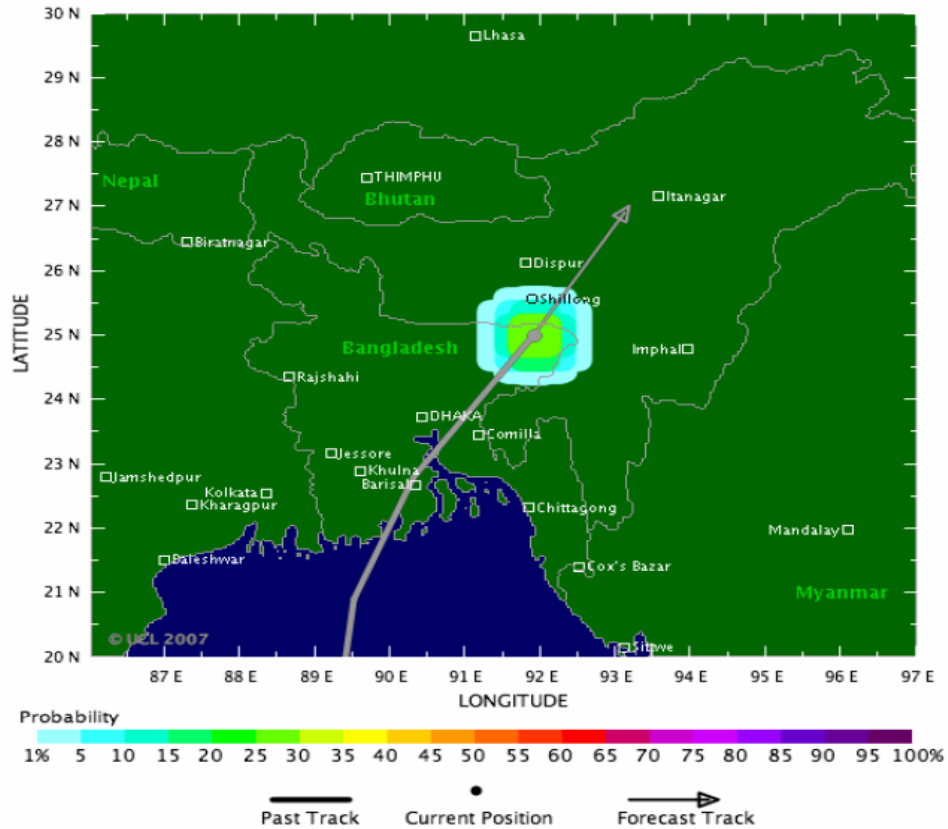 30 N
Lhasa
29 N
28 N
Nepal
THIMPHU
Bhutan
Itanagar
27 N
Biratnagar
Dispur
26 N
Shillong
LATITUDE
25 N
Bangladesh
Imphal
Rajshahi
24 N
DHAKA
Comilla
Jessore
23 N
Khulna
Jamshedpur
Barisal
Kolkata
Kharagpur
Chittagong
22 N
Mandalay
Baleshwar
Cox's Bazar
21 N
Myanmar
© UCL 2007
Sittwe
20 N
87 E 88 E 89 E 90 E 91 E 92 E 93 E 94 E 95 E 96 E 97 E
LONGITUDE
Probability
1% 5 10 15 20 25 30 35 40 45 50 55 60 65 70 75 80 85 90 95 100%
Past Track Current Position Forecast Track